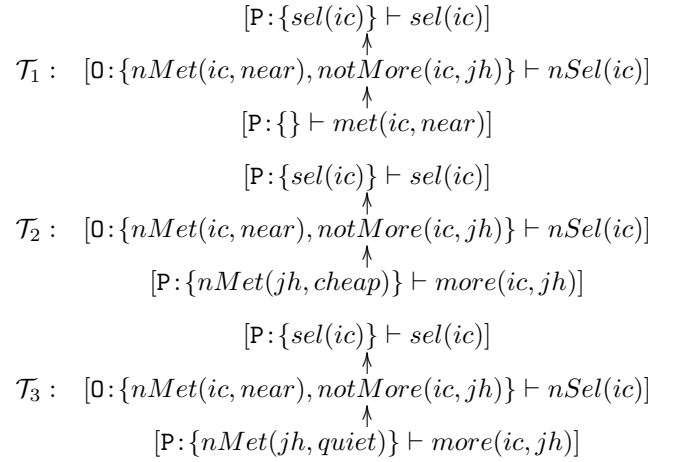 [P:{sel(ic)} ⊢ sel(ic)]
𝒯₁ : [O:{nMet(ic, near), notMore(ic, jh)} ⊢ nSel(ic)]
[P:{} ⊢ met(ic, near)]
[P:{sel(ic)} ⊢ sel(ic)]
𝒯₂ : [O:{nMet(ic, near), notMore(ic, jh)} ⊢ nSel(ic)]
[P:{nMet(jh, cheap)} ⊢ more(ic, jh)]
[P:{sel(ic)} ⊢ sel(ic)]
𝒯₃ : [O:{nMet(ic, near), notMore(ic, jh)} ⊢ nSel(ic)]
[P:{nMet(jh, quiet)} ⊢ more(ic, jh)]